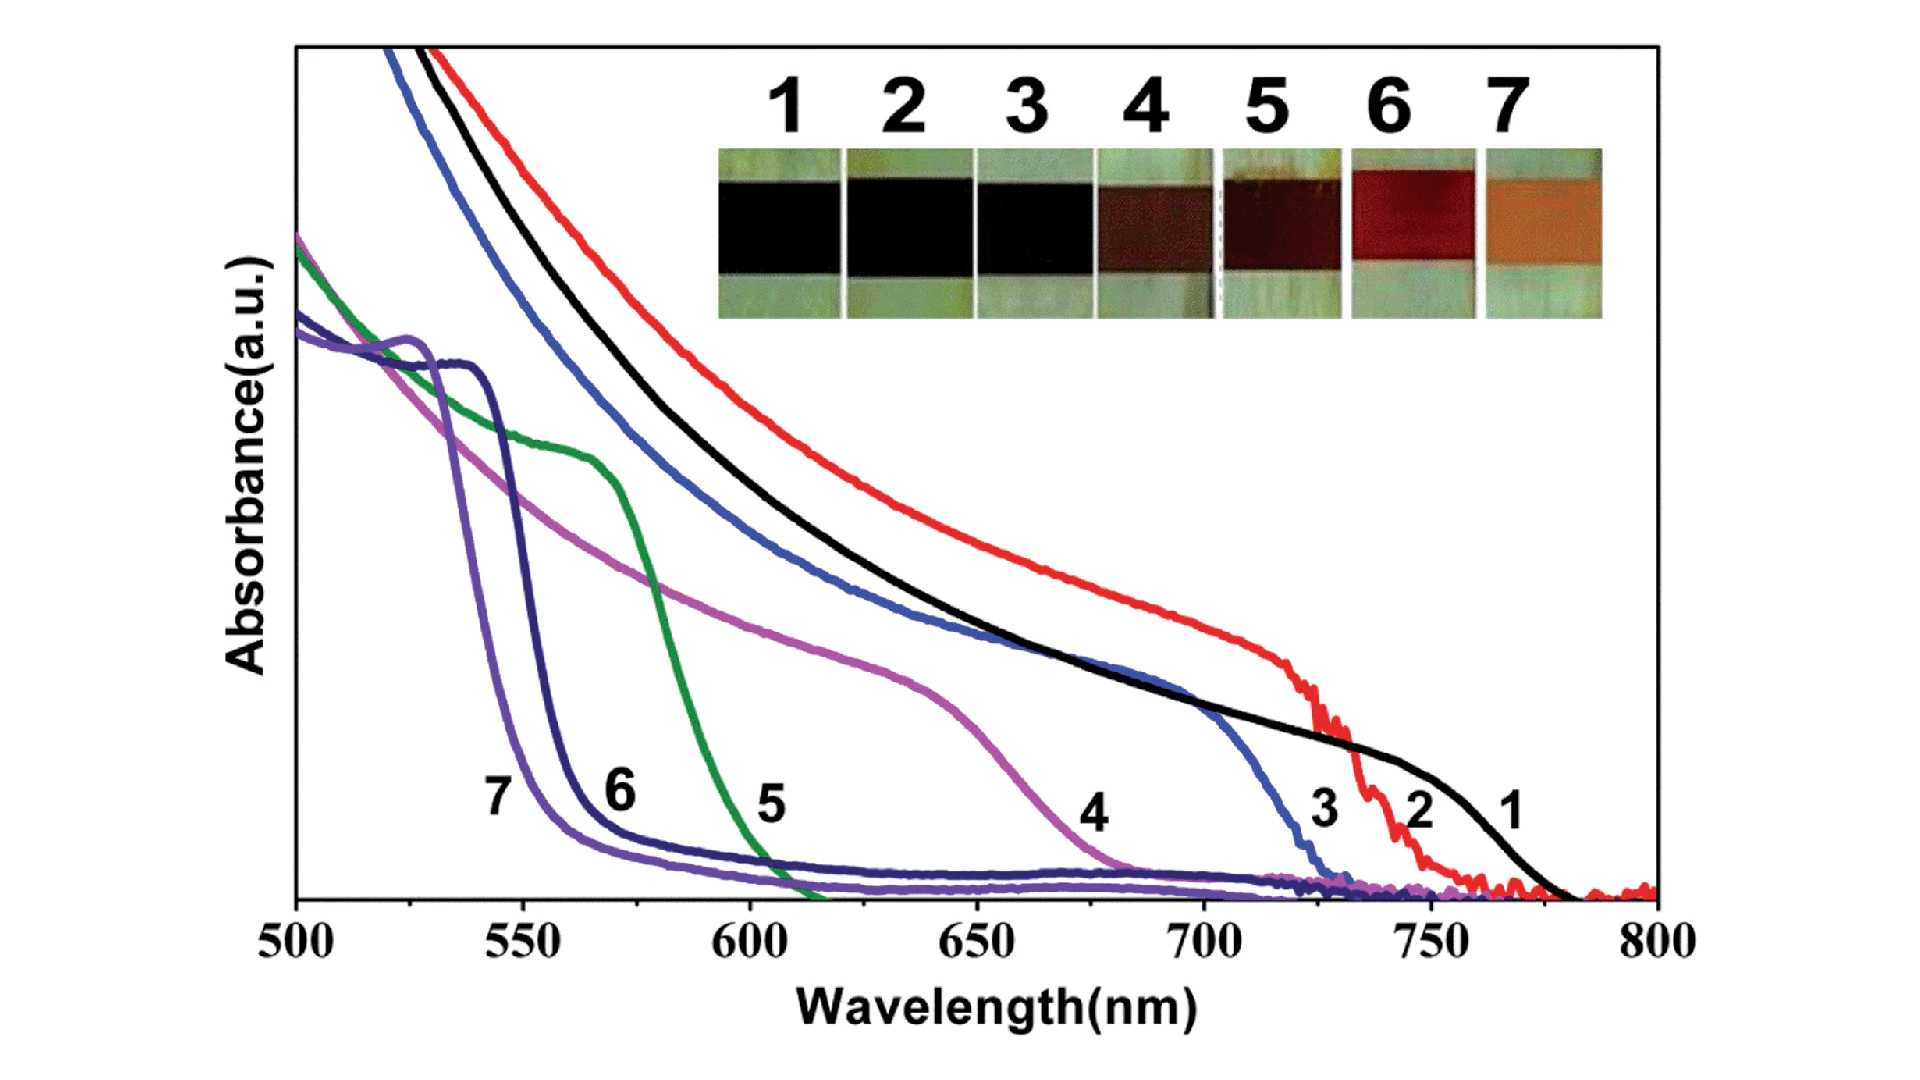 1 2 3 4 5 6 7
Absorbance(a.u.)
7 6 5 4 3 2 1
500 550 600 650 700 750 800
Wavelength(nm)